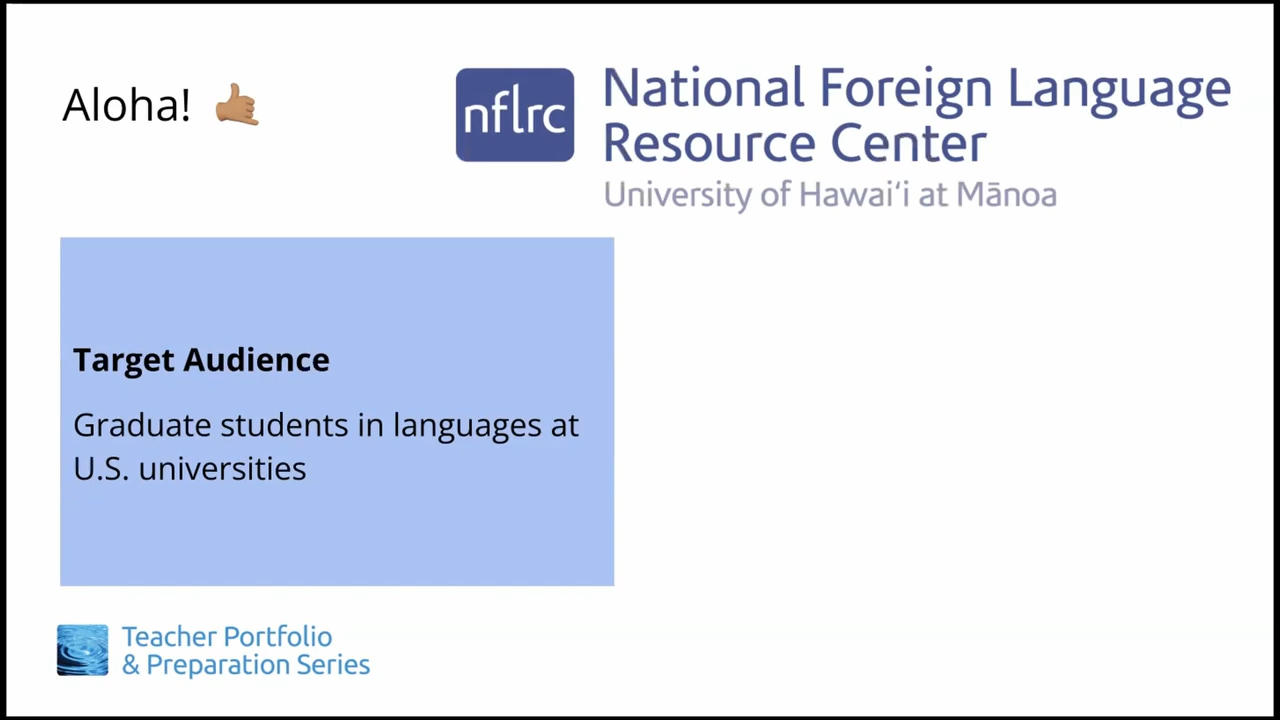 Aloha! 🤙🏽
nflrc
National Foreign Language
Resource Center
University of Hawaiʻi at Mānoa
Target Audience
Graduate students in languages at
U.S. universities
Teacher Portfolio
& Preparation Series